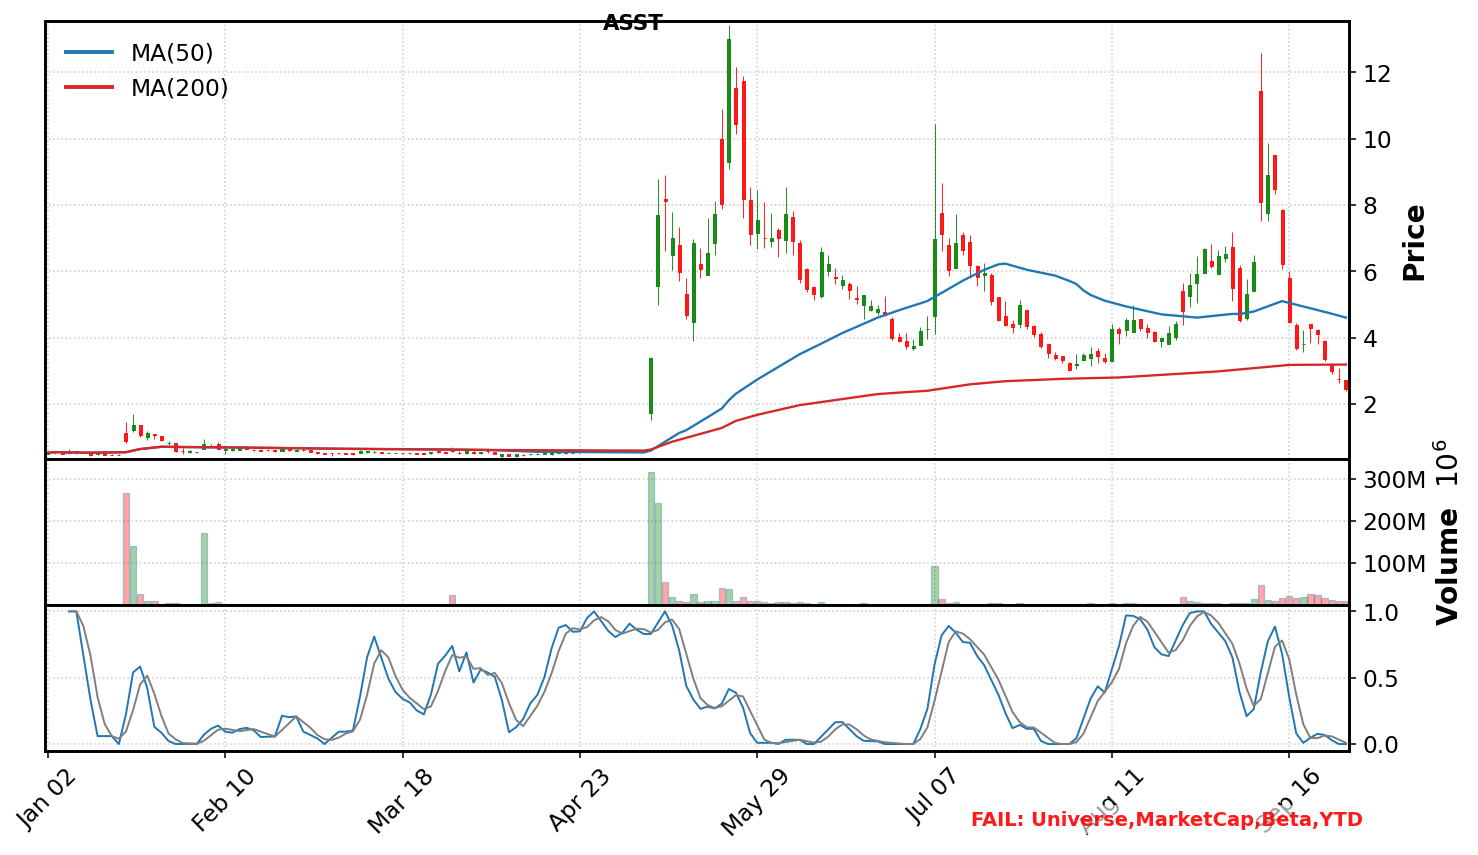 ASST
MA(50)
MA(200)
12
10
8
6
4
2
Price
300M
200M
100M
Volume 10^6
1.0
0.5
0.0
Jan 02
Feb 10
Mar 18
Apr 23
May 29
Jul 07
Aug 11
Sep 16
FAIL: Universe,MarketCap,Beta,YTD